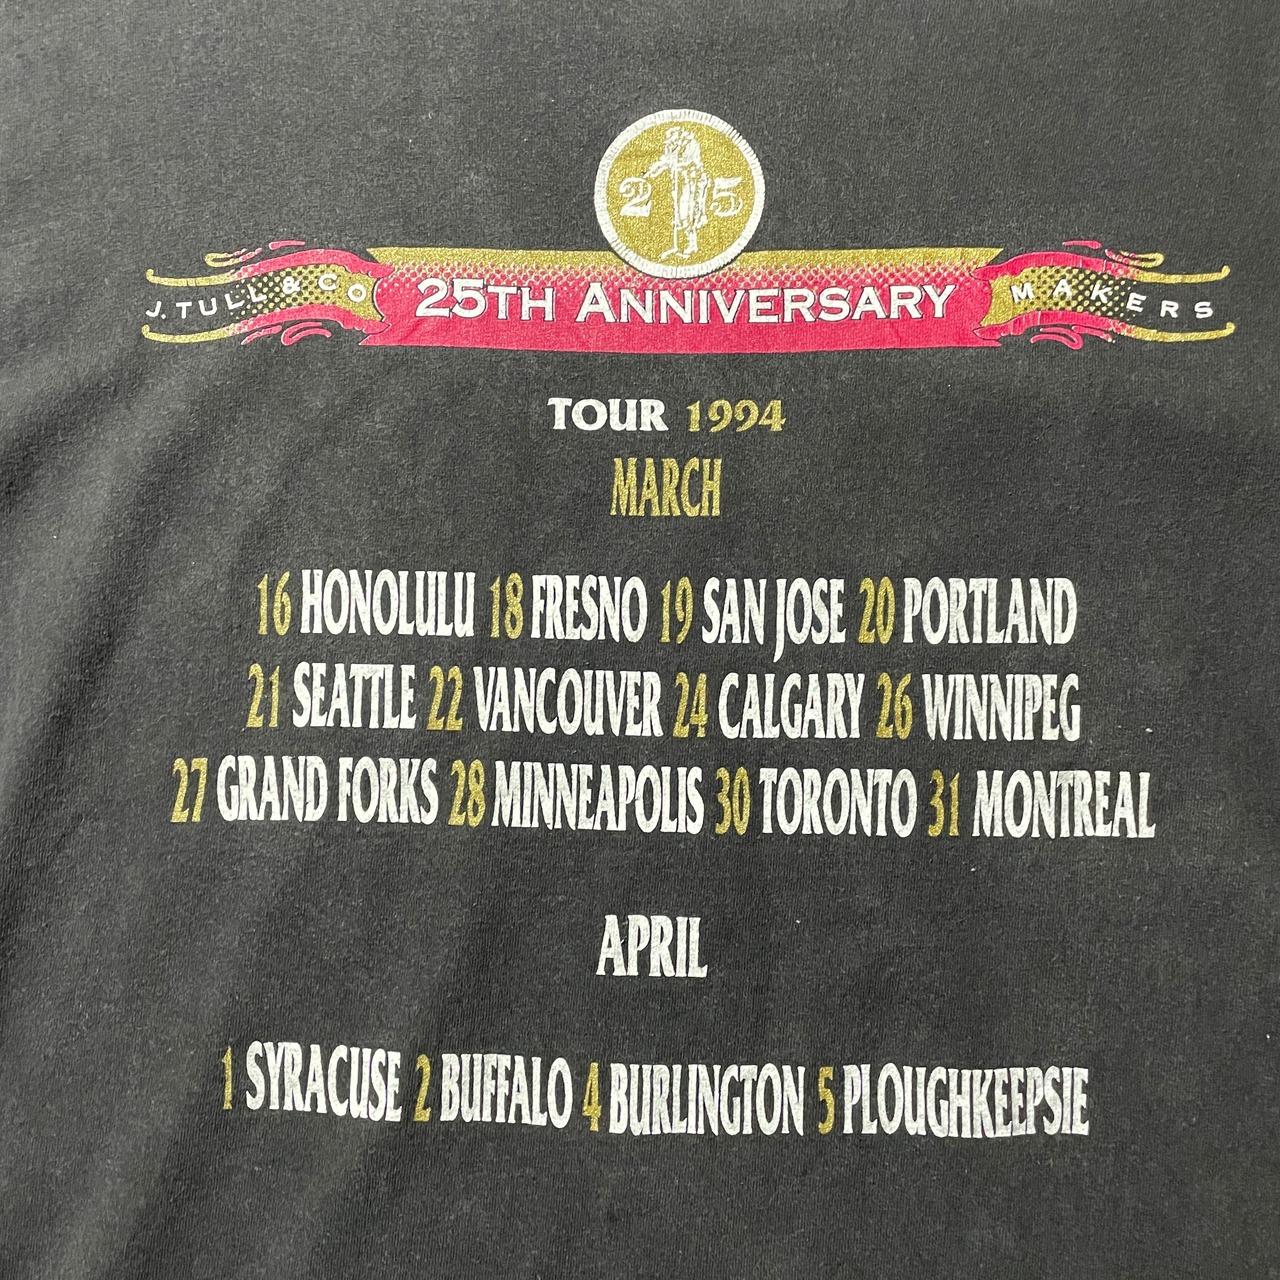 25
J. TULL & CO 25TH ANNIVERSARY MAKERS
TOUR 1994
MARCH
16 HONOLULU 18 FRESNO 19 SAN JOSE 20 PORTLAND
21 SEATTLE 22 VANCOUVER 24 CALGARY 26 WINNIPEG
27 GRAND FORKS 28 MINNEAPOLIS 30 TORONTO 31 MONTREAL
APRIL
1 SYRACUSE 2 BUFFALO 4 BURLINGTON 5 PLOUGHKEEPSIE